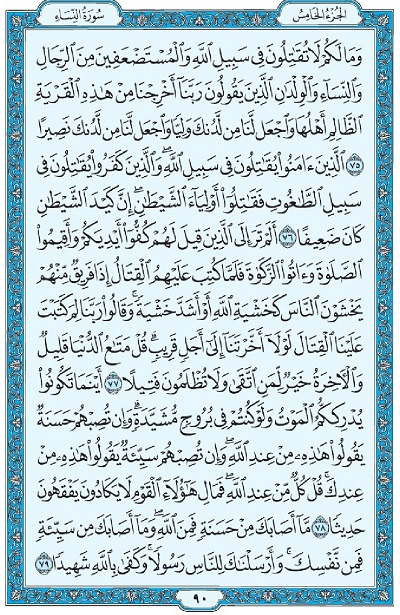 سُورَةُ النِّسَاءِ
الجُزْءُ الخَامِسُ
وَمَا لَكُمْ لَا تُقَٰتِلُونَ فِى سَبِيلِ ٱللَّهِ وَٱلْمُسْتَضْعَفِينَ مِنَ ٱلرِّجَالِ
وَٱلنِّسَآءِ وَٱلْوِلْدَٰنِ ٱلَّذِينَ يَقُولُونَ رَبَّنَآ أَخْرِجْنَا مِنْ هَٰذِهِ ٱلْقَرْيَةِ
ٱلظَّالِمِ أَهْلُهَا وَٱجْعَل لَّنَا مِن لَّدُنكَ وَلِيًّا وَٱجْعَل لَّنَا مِن لَّدُنكَ نَصِيرًا
٧٥ ٱلَّذِينَ ءَامَنُوا۟ يُقَٰتِلُونَ فِى سَبِيلِ ٱللَّهِ ۖ وَٱلَّذِينَ كَفَرُوا۟ يُقَٰتِلُونَ فِى
سَبِيلِ ٱلطَّٰغُوتِ فَقَٰتِلُوٓا۟ أَوْلِيَآءَ ٱلشَّيْطَٰنِ ۖ إِنَّ كَيْدَ ٱلشَّيْطَٰنِ
كَانَ ضَعِيفًا ٧٦ أَلَمْ تَرَ إِلَى ٱلَّذِينَ قِيلَ لَهُمْ كُفُّوٓا۟ أَيْدِيَكُمْ وَأَقِيمُوا۟
ٱلصَّلَوٰةَ وَءَاتُوا۟ ٱلزَّكَوٰةَ فَلَمَّا كُتِبَ عَلَيْهِمُ ٱلْقِتَالُ إِذَا فَرِيقٌ مِّنْهُمْ
يَخْشَوْنَ ٱلنَّاسَ كَخَشْيَةِ ٱللَّهِ أَوْ أَشَدَّ خَشْيَةً ۚ وَقَالُوا۟ رَبَّنَا لِمَ كَتَبْتَ
عَلَيْنَا ٱلْقِتَالَ لَوْلَآ أَخَّرْتَنَآ إِلَىٰٓ أَجَلٍ قَرِيبٍ ۗ قُلْ مَتَٰعُ ٱلدُّنْيَا قَلِيلٌ
وَٱلْءَاخِرَةُ خَيْرٌ لِّمَنِ ٱتَّقَىٰ وَلَا تُظْلَمُونَ فَتِيلًا ٧٧ أَيْنَمَا تَكُونُوا۟
يُدْرِككُّمُ ٱلْمَوْتُ وَلَوْ كُنتُمْ فِى بُرُوجٍ مُّشَيَّدَةٍ ۗ وَإِن تُصِبْهُمْ حَسَنَةٌ
يَقُولُوا۟ هَٰذِهِۦ مِنْ عِندِ ٱللَّهِ ۖ وَإِن تُصِبْهُمْ سَيِّئَةٌ يَقُولُوا۟ هَٰذِهِۦ مِنْ
عِندِكَ ۚ قُلْ كُلٌّ مِّنْ عِندِ ٱللَّهِ ۖ فَمَالِ هَٰٓؤُلَآءِ ٱلْقَوْمِ لَا يَكَادُونَ يَفْقَهُونَ
حَدِيثًا ٧٨ مَّآ أَصَابَكَ مِنْ حَسَنَةٍ فَمِنَ ٱللَّهِ ۖ وَمَآ أَصَابَكَ مِن سَيِّئَةٍ
فَمِن نَّفْسِكَ ۚ وَأَرْسَلْنَٰكَ لِلنَّاسِ رَسُولًا ۚ وَكَفَىٰ بِٱللَّهِ شَهِيدًا ٧٩
٩٠